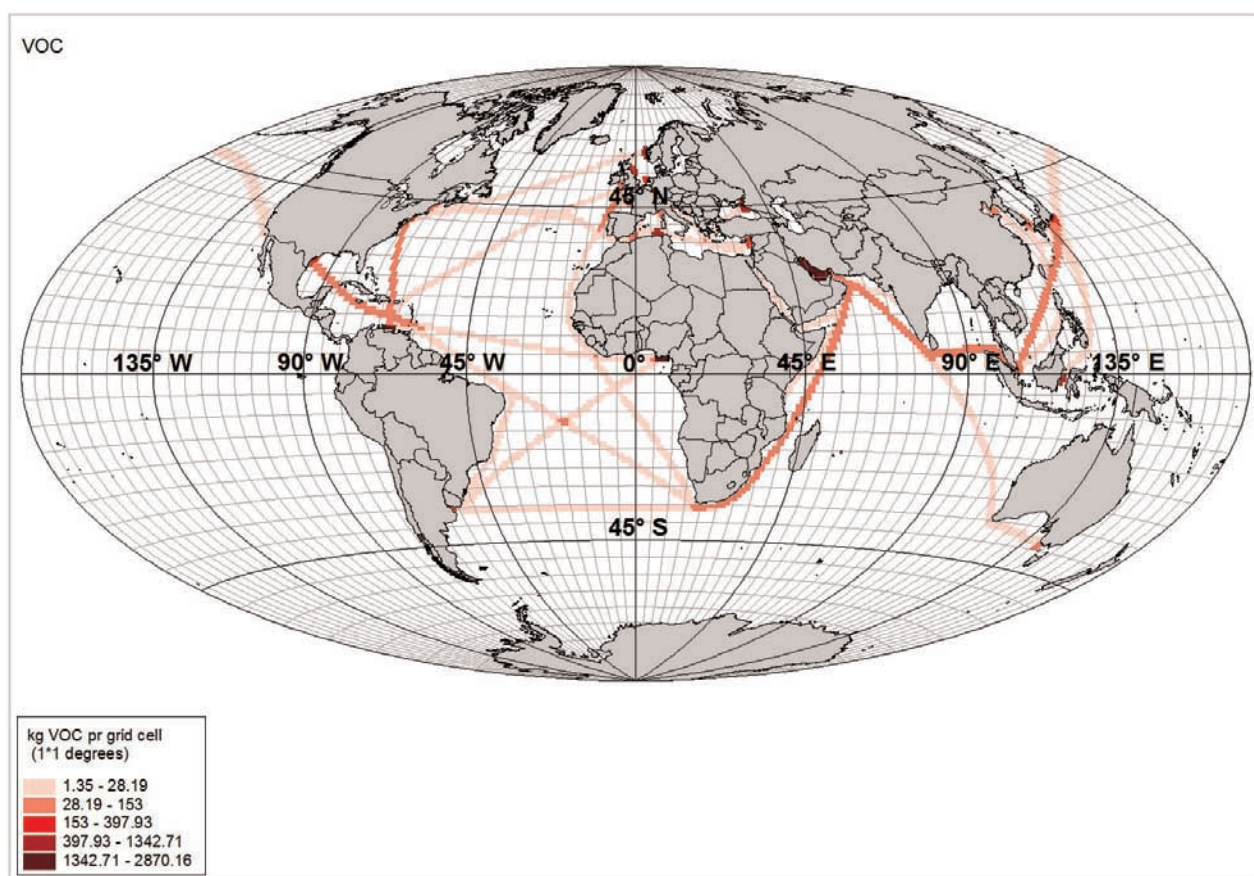 VOC
45° N
135° W 90° W 45° W 0° 45° E 90° E 135° E
45° S
kg VOC pr grid cell
(1*1 degrees)
1.35 - 28.19
28.19 - 153
153 - 397.93
397.93 - 1342.71
1342.71 - 2870.16